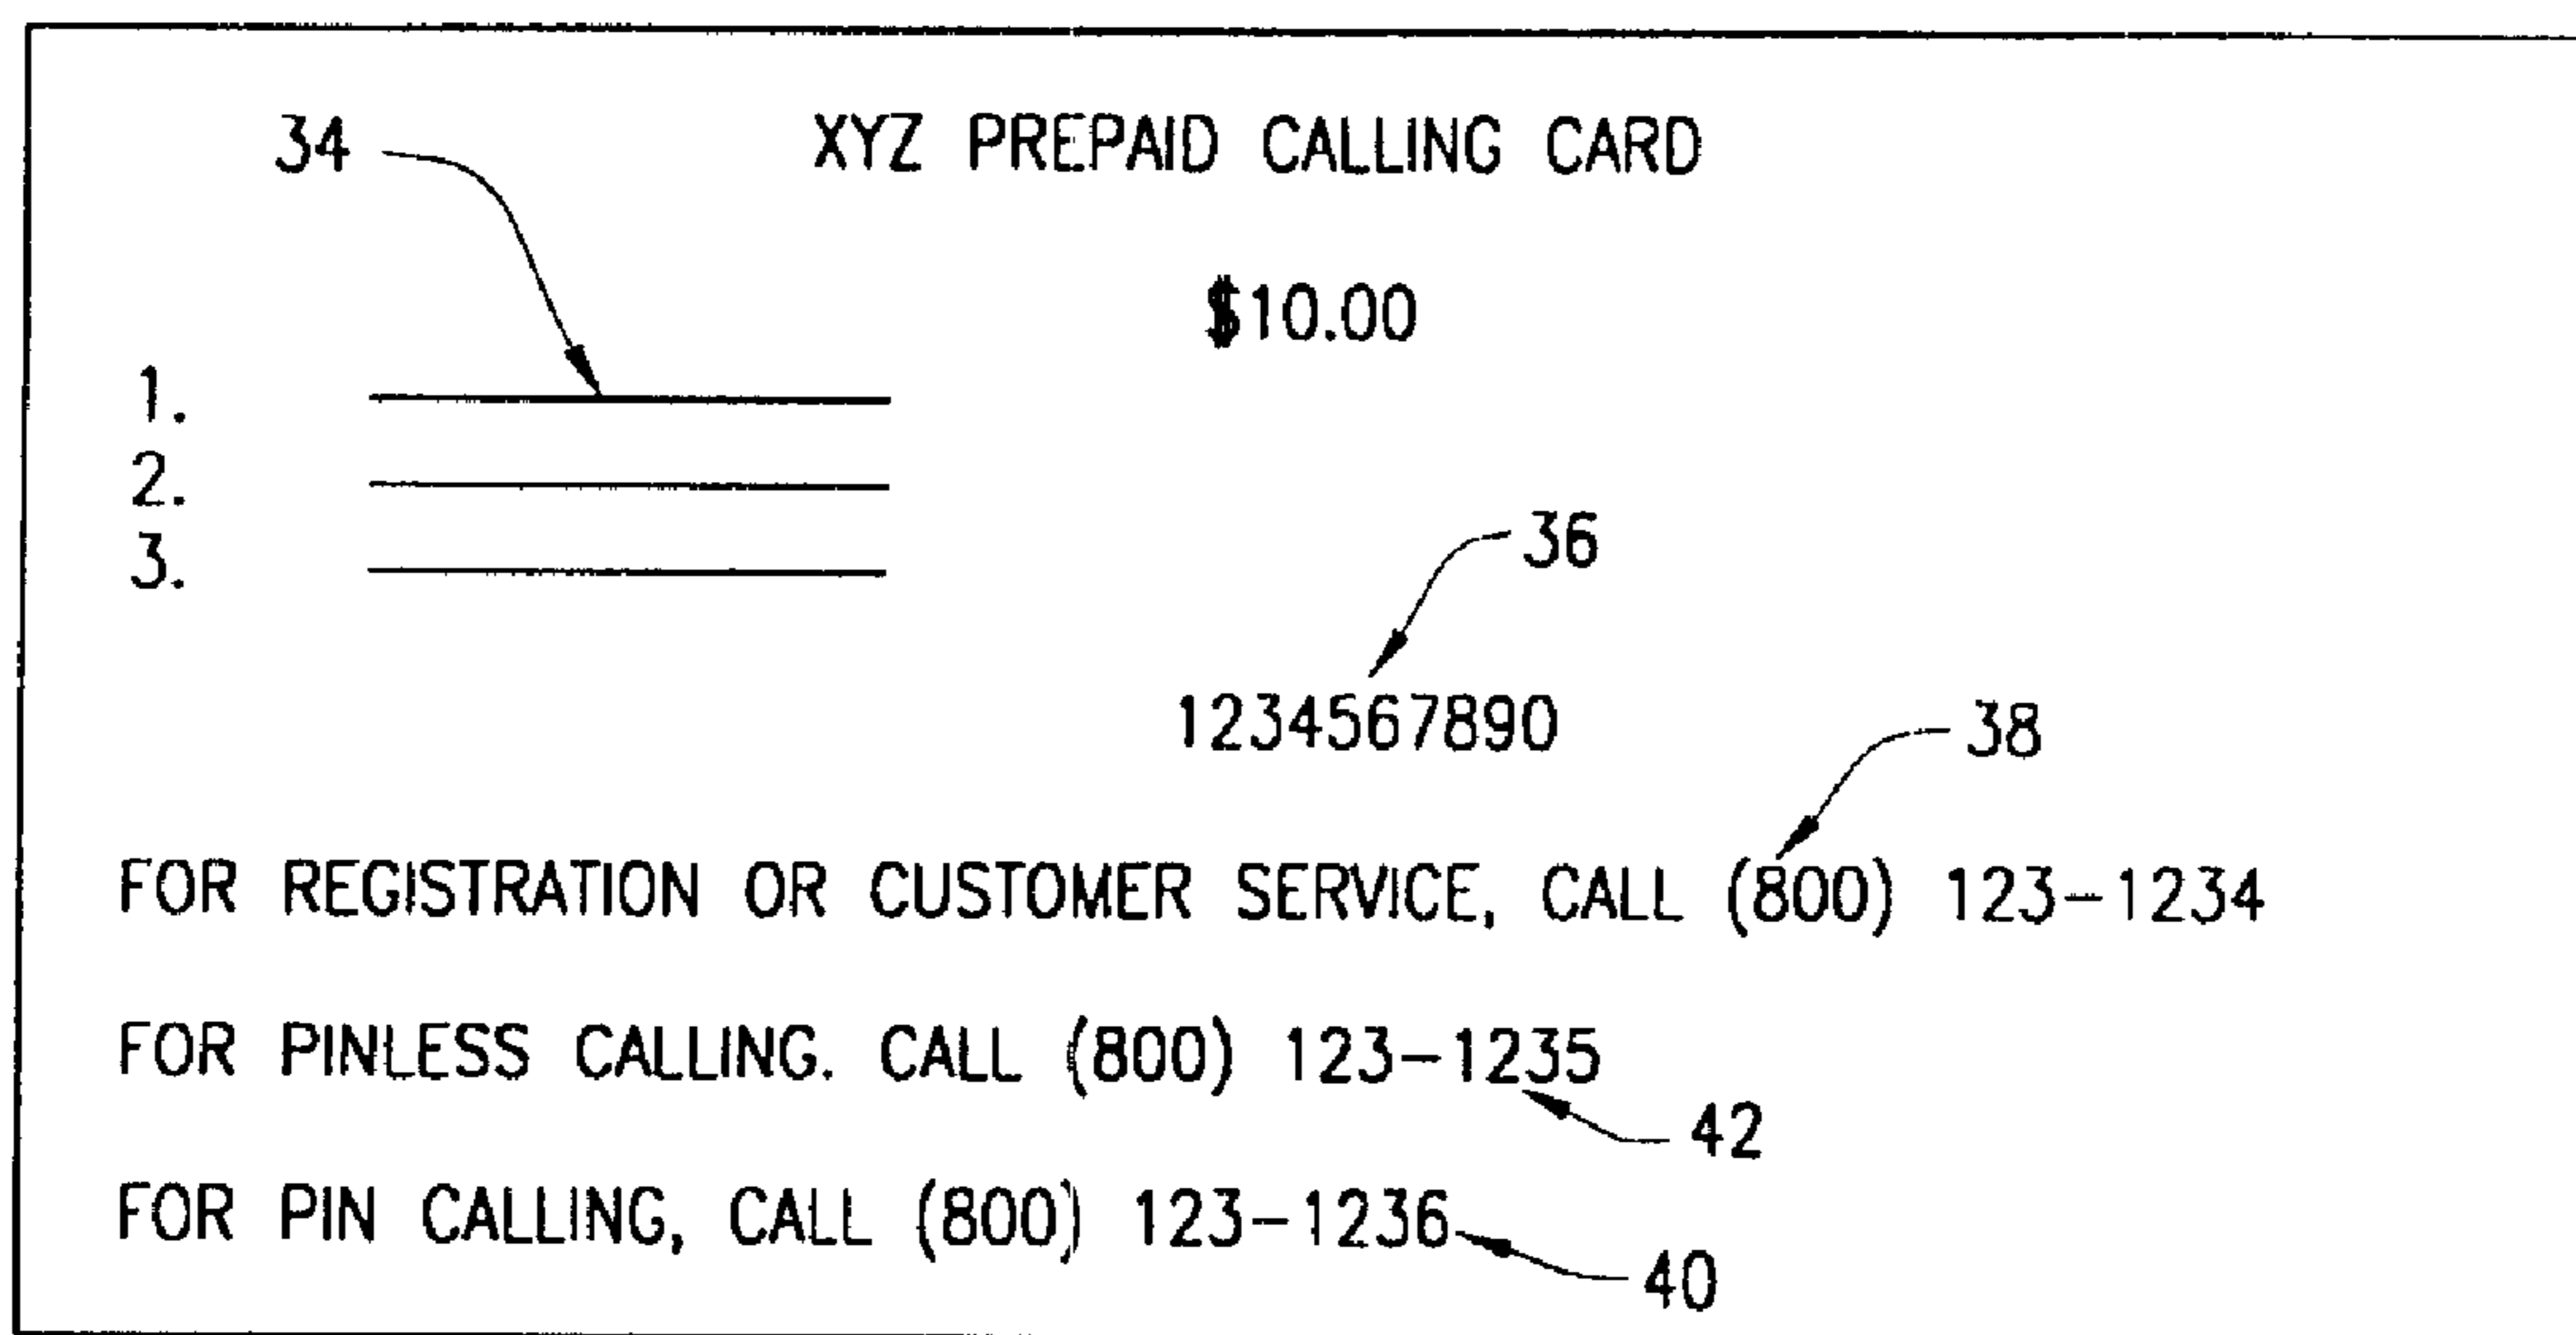 34 XYZ PREPAID CALLING CARD
$10.00
1.
2.
3.
36
1234567890
38
FOR REGISTRATION OR CUSTOMER SERVICE, CALL (800) 123-1234
FOR PINLESS CALLING. CALL (800) 123-1235
42
FOR PIN CALLING, CALL (800) 123-1236
40